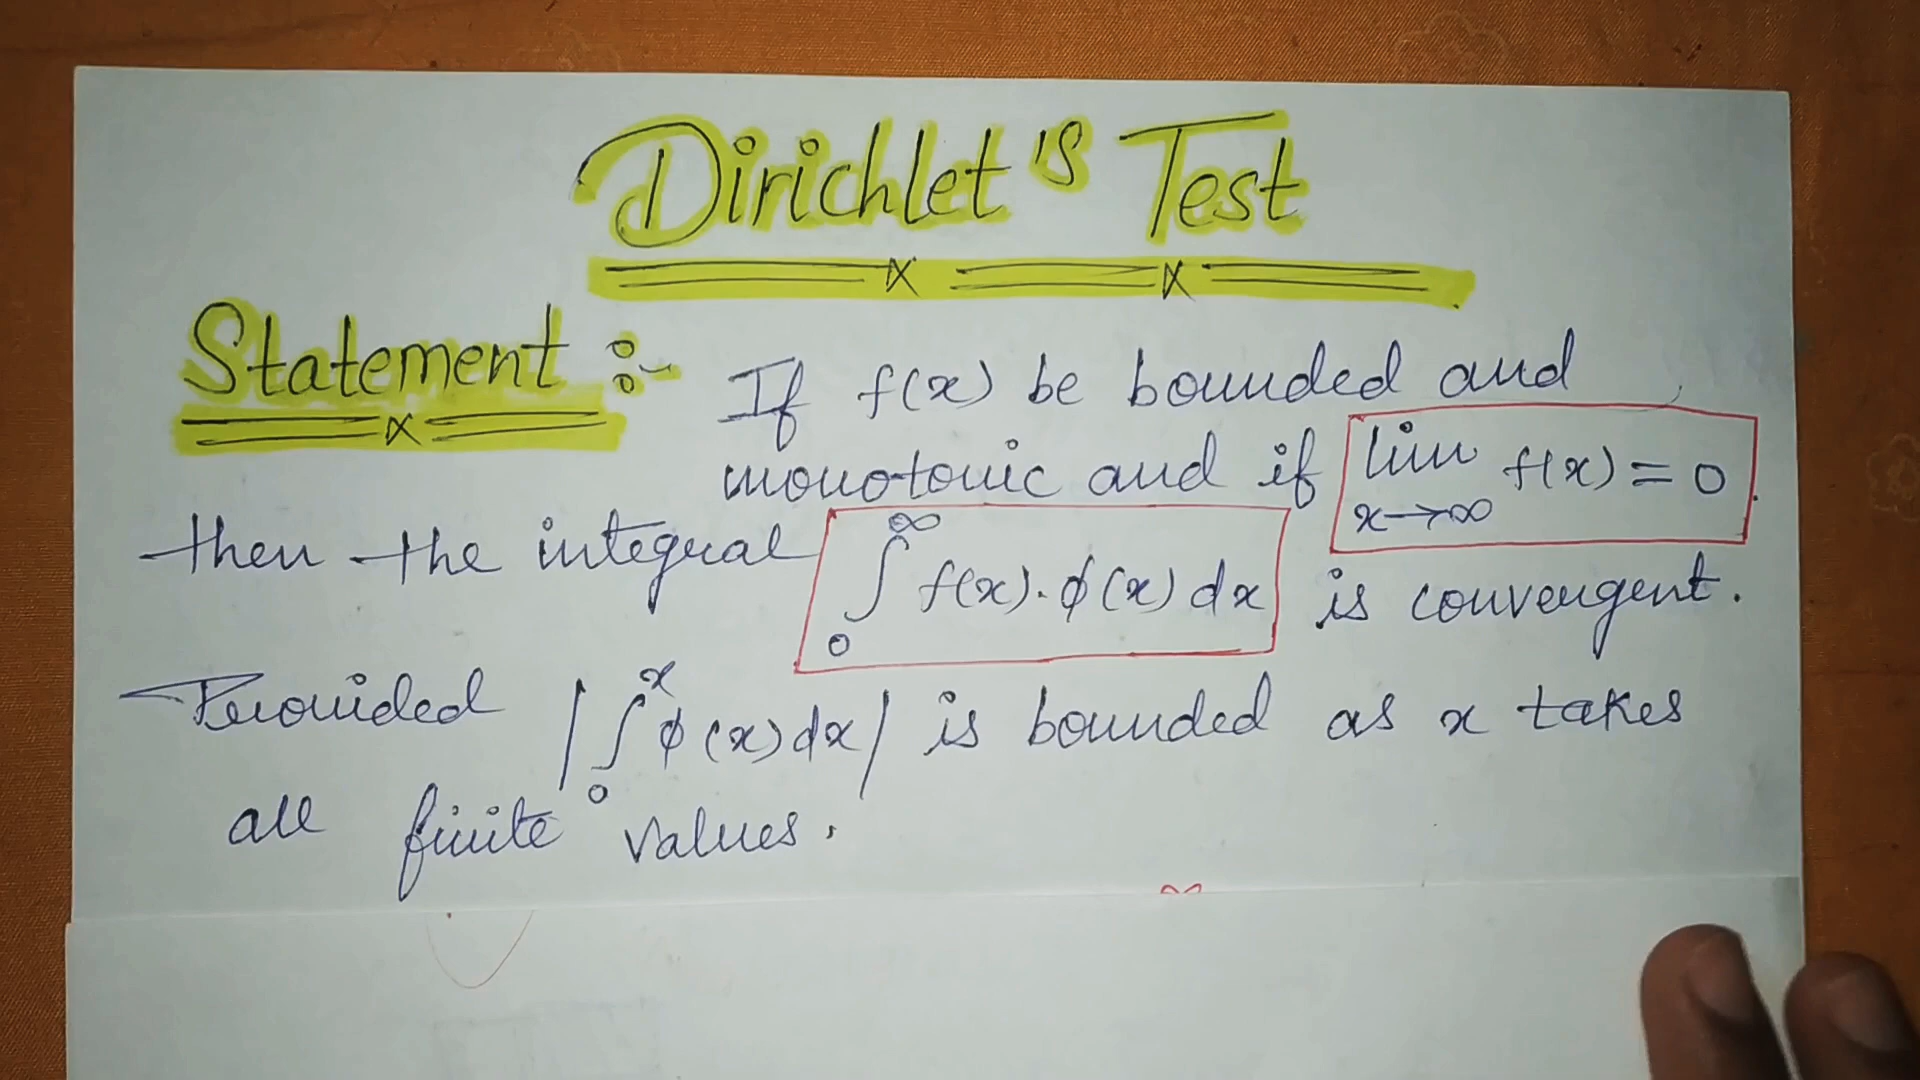 Dirichlet's Test
Statement :- If f(x) be bounded and
monotonic and if lim x→∞ f(x) = 0.
then the integral ∫₀^∞ f(x).ϕ(x) dx is convergent.
Provided |∫₀^x ϕ(x) dx| is bounded as x takes
all finite values.